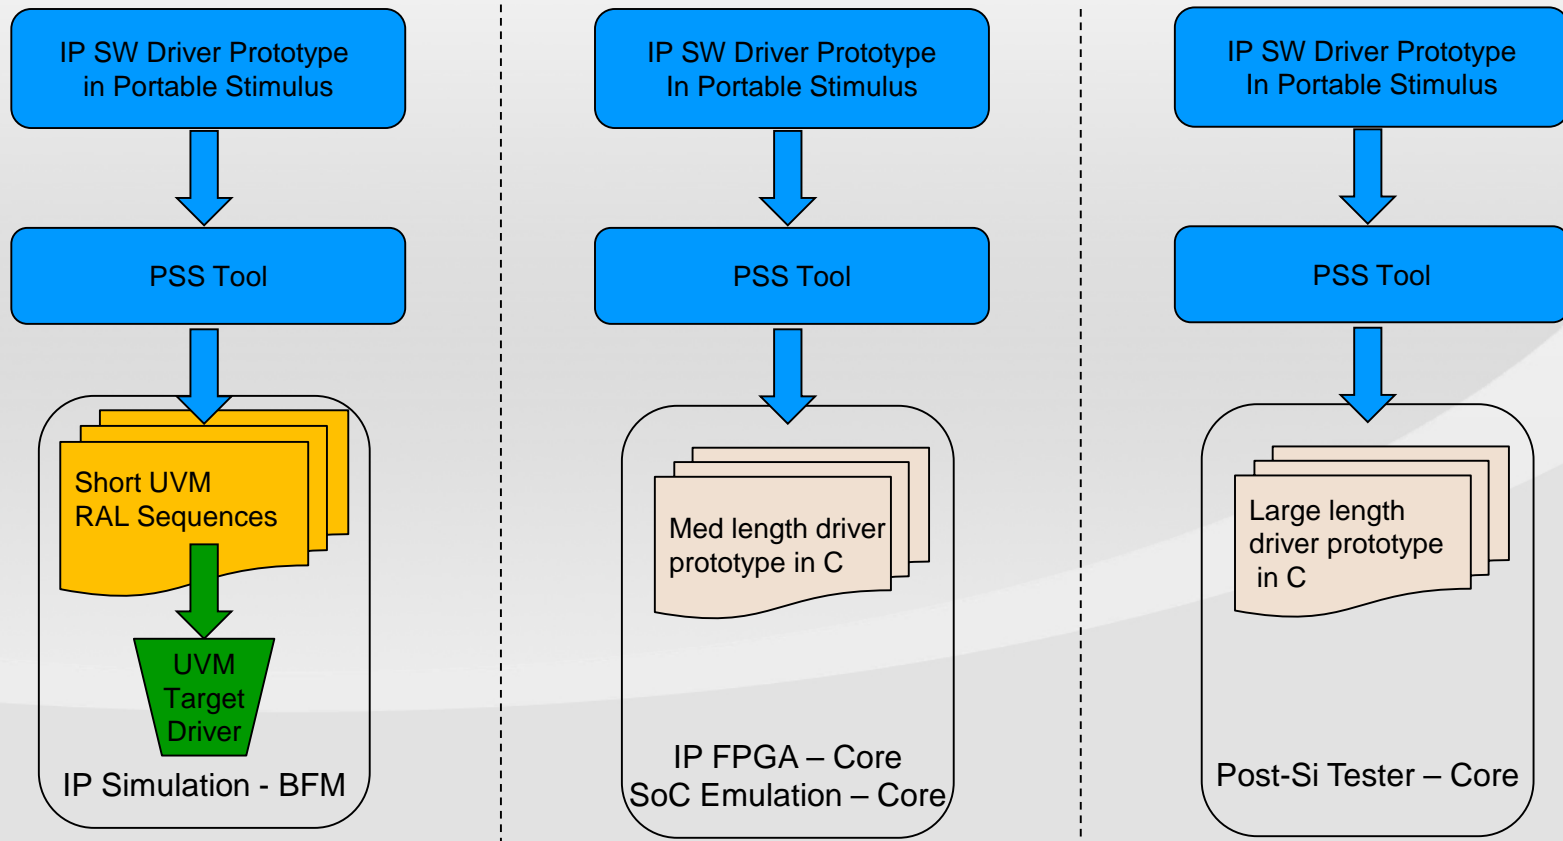 IP SW Driver Prototype
in Portable Stimulus
PSS Tool
Short UVM
RAL Sequences
UVM
Target
Driver
IP Simulation - BFM
IP SW Driver Prototype
In Portable Stimulus
PSS Tool
Med length driver
prototype in C
IP FPGA – Core
SoC Emulation – Core
IP SW Driver Prototype
In Portable Stimulus
PSS Tool
Large length
driver prototype
in C
Post-Si Tester – Core